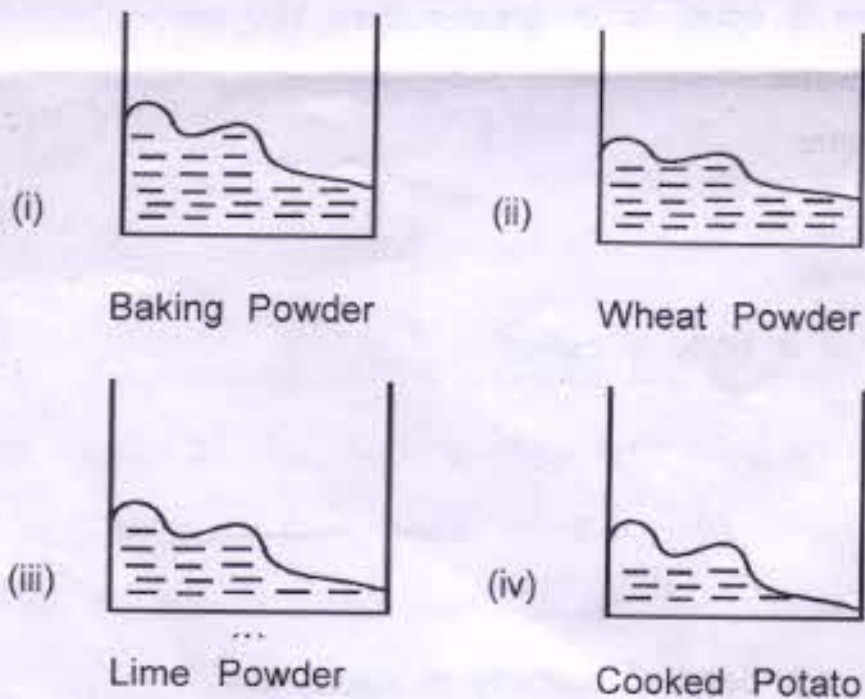 (i)
Baking Powder
(ii)
Wheat Powder
(iii)
...
Lime Powder
(iv)
Cooked Potato